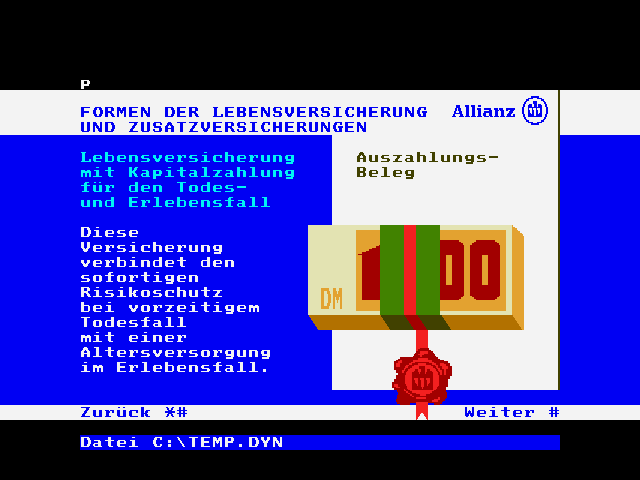 P
FORMEN DER LEBENSVERSICHERUNG
UND ZUSATZVERSICHERUNGEN
Allianz
Lebensversicherung
mit Kapitalzahlung
für den Todes-
und Erlebensfall
Diese
Versicherung
verbindet den
sofortigen
Risikoschutz
bei vorzeitigem
Todesfall
mit einer
Altersversorgung
im Erlebensfall.
Auszahlungs-
Beleg
DM
Zurück *#
Weiter #
Datei C:\TEMP.DYN